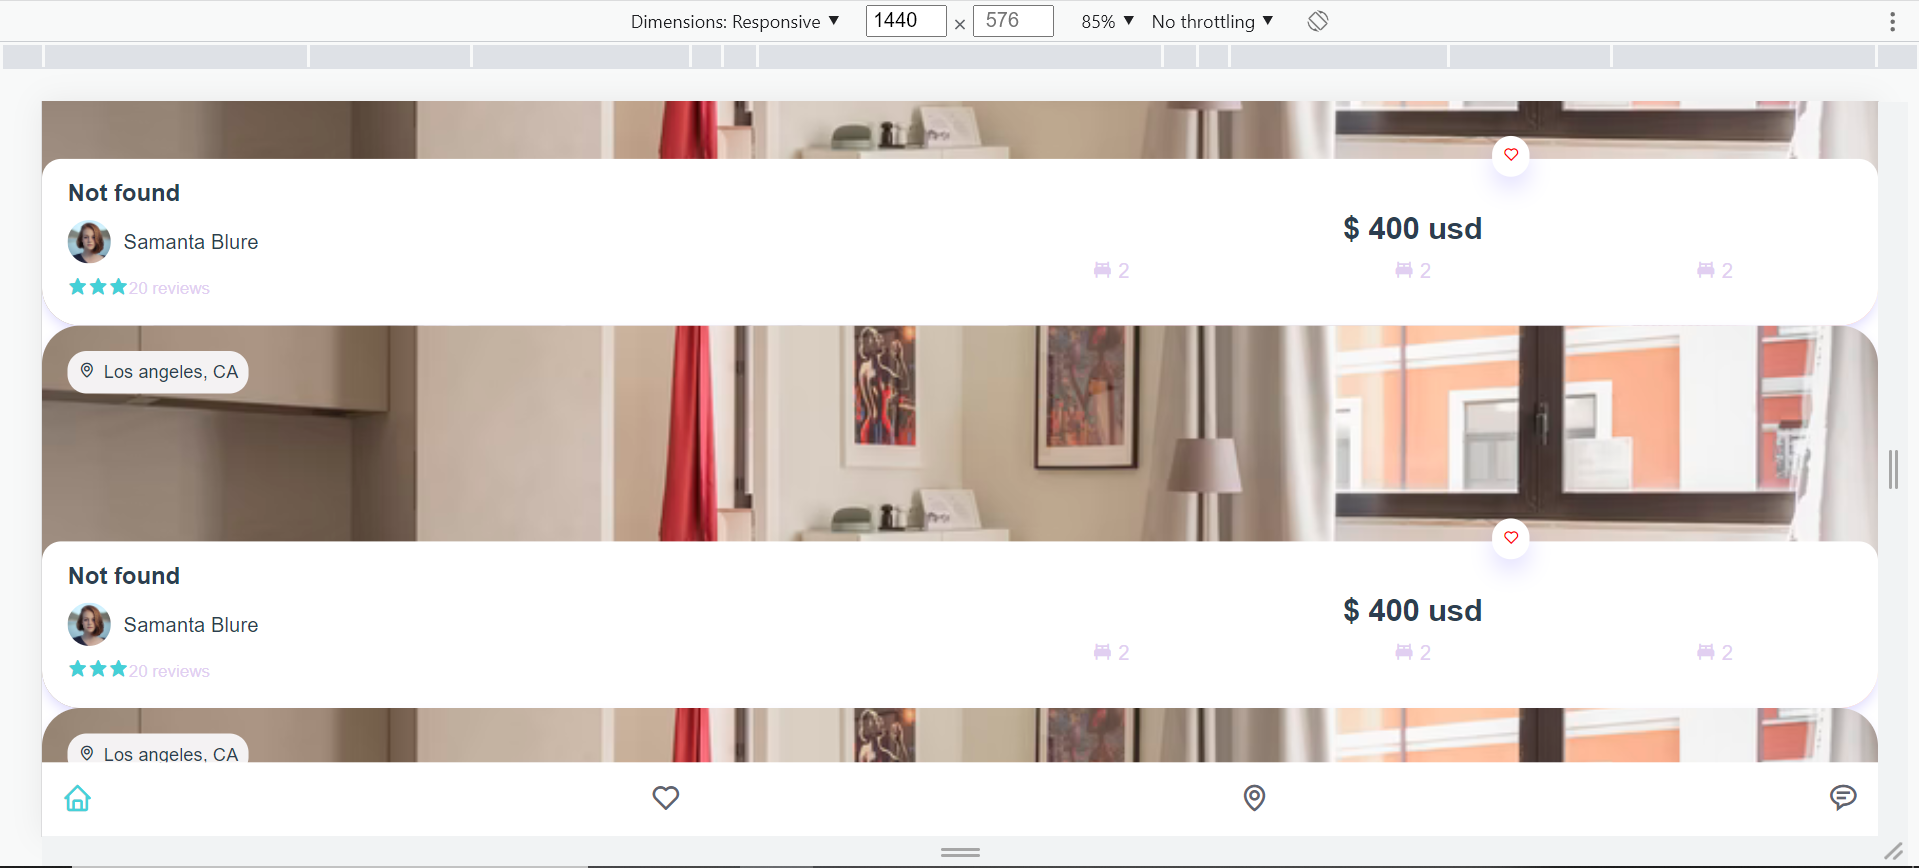 Dimensions: Responsive ▼ 1440 × 576 85% ▼ No throttling ▼
Not found
Samanta Blure
$ 400 usd
20 reviews
2 2 2
Los angeles, CA
Not found
Samanta Blure
$ 400 usd
20 reviews
2 2 2
Los angeles, CA